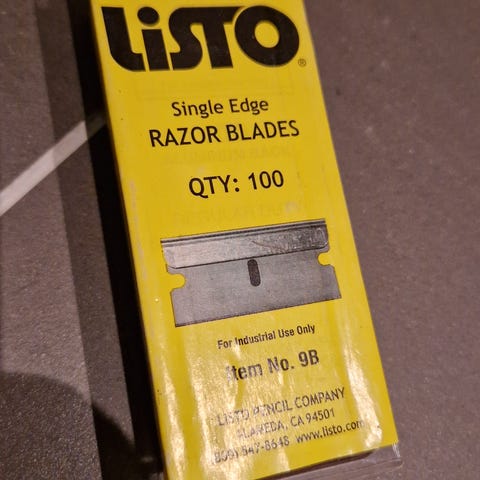 LiSTO®
Single Edge
RAZOR BLADES
QTY: 100
For Industrial Use Only
Item No. 9B
LISTO PENCIL COMPANY
ALAMEDA, CA 94501
www.listo.com